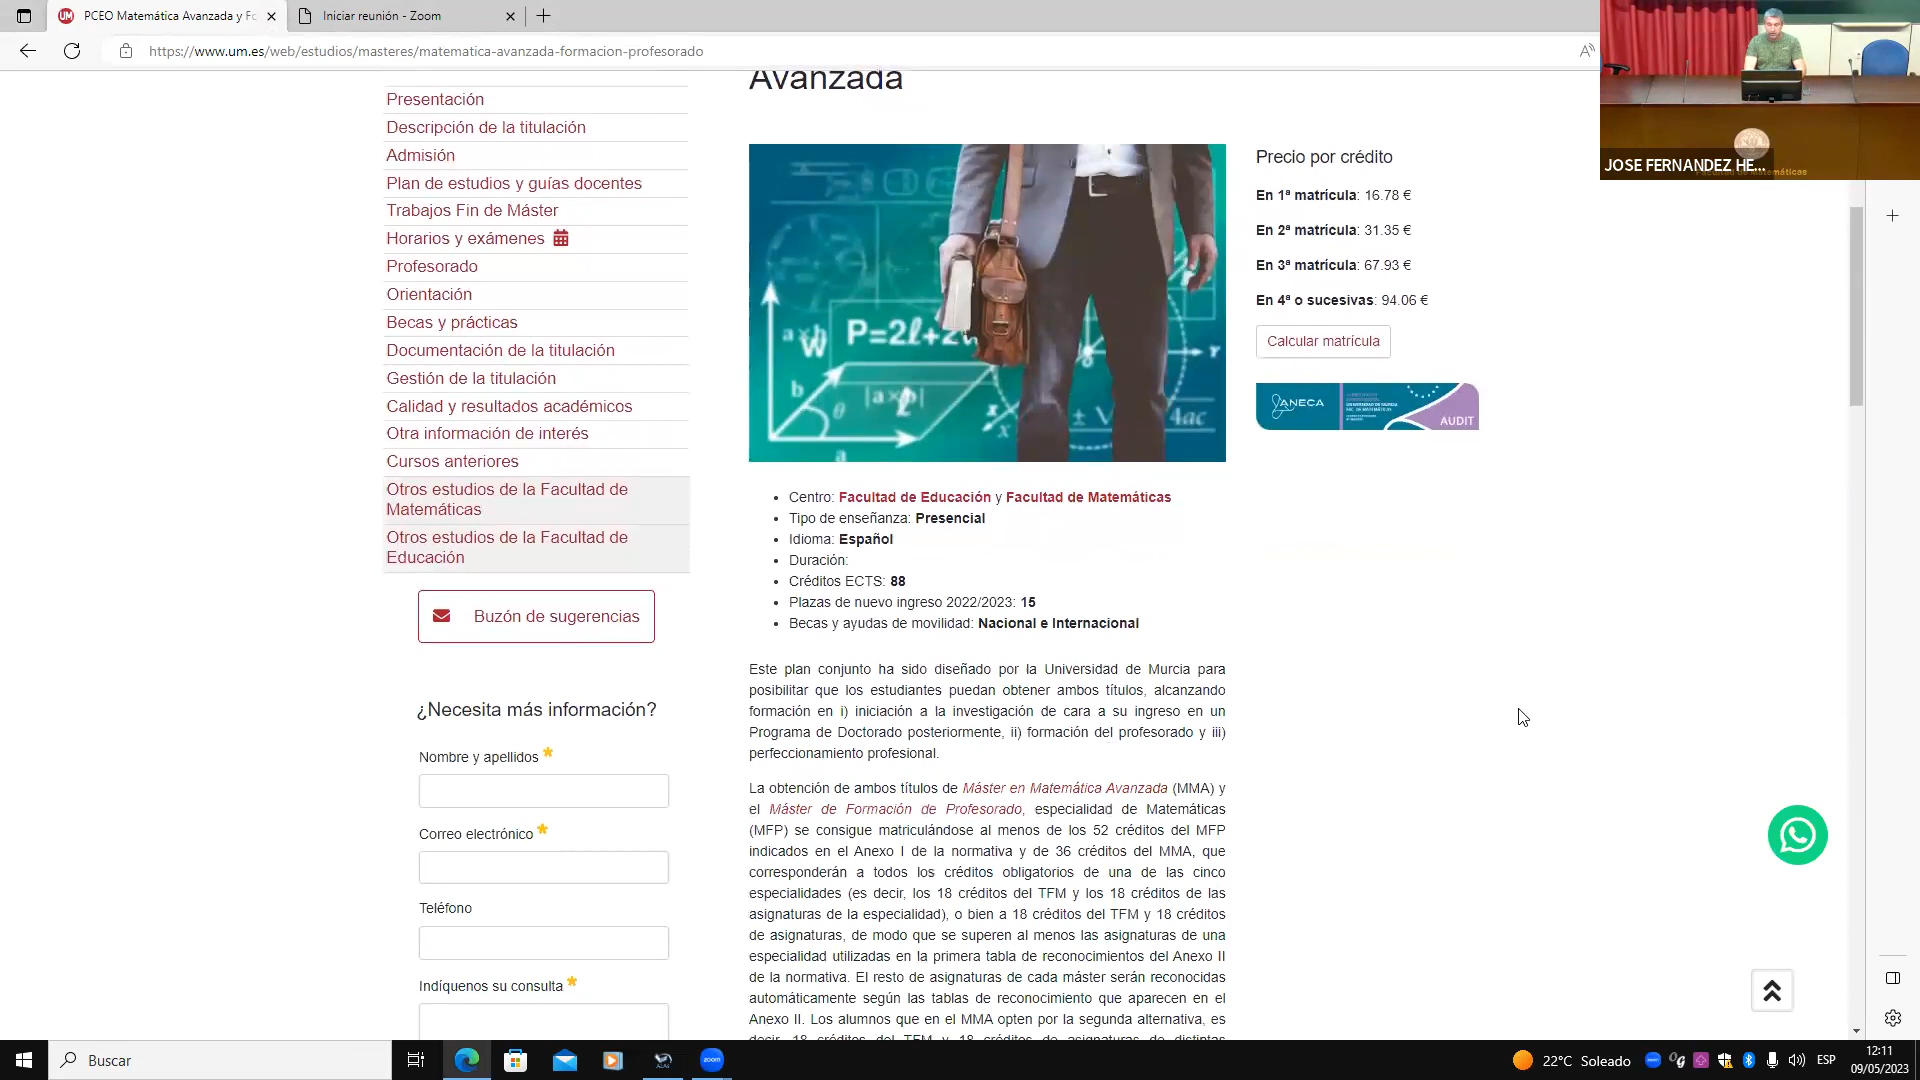 PCEO Matemática Avanzada y Fo
Iniciar reunión - Zoom
https://www.um.es/web/estudios/masteres/matematica-avanzada-formacion-profesorado
JOSE FERNANDEZ HE...
Avanzada
Presentación
Descripción de la titulación
Admisión
Plan de estudios y guías docentes
Trabajos Fin de Máster
Horarios y exámenes
Profesorado
Orientación
Becas y prácticas
Documentación de la titulación
Gestión de la titulación
Calidad y resultados académicos
Otra información de interés
Cursos anteriores
Otros estudios de la Facultad de
Matemáticas
Otros estudios de la Facultad de
Educación
Buzón de sugerencias
¿Necesita más información?
Nombre y apellidos *
Correo electrónico *
Teléfono
Indíquenos su consulta *
axb
W
P=2ℓ+2
b
θ
|axb|
a
x
± √
4ac
Precio por crédito
En 1ª matrícula: 16.78 €
En 2ª matrícula: 31.35 €
En 3ª matrícula: 67.93 €
En 4ª o sucesivas: 94.06 €
Calcular matrícula
ANECA
AUDIT
• Centro: Facultad de Educación y Facultad de Matemáticas
• Tipo de enseñanza: Presencial
• Idioma: Español
• Duración:
• Créditos ECTS: 88
• Plazas de nuevo ingreso 2022/2023: 15
• Becas y ayudas de movilidad: Nacional e Internacional
Este plan conjunto ha sido diseñado por la Universidad de Murcia para
posibilitar que los estudiantes puedan obtener ambos títulos, alcanzando
formación en i) iniciación a la investigación de cara a su ingreso en un
Programa de Doctorado posteriormente, ii) formación del profesorado y iii)
perfeccionamiento profesional.
La obtención de ambos títulos de Máster en Matemática Avanzada (MMA) y
el Máster de Formación de Profesorado, especialidad de Matemáticas
(MFP) se consigue matriculándose al menos de los 52 créditos del MFP
indicados en el Anexo I de la normativa y de 36 créditos del MMA, que
corresponderán a todos los créditos obligatorios de una de las cinco
especialidades (es decir, los 18 créditos del TFM y los 18 créditos de las
asignaturas de la especialidad), o bien a 18 créditos del TFM y 18 créditos
de asignaturas, de modo que se superen al menos las asignaturas de una
especialidad utilizadas en la primera tabla de reconocimientos del Anexo II
de la normativa. El resto de asignaturas de cada máster serán reconocidas
automáticamente según las tablas de reconocimiento que aparecen en el
Anexo II. Los alumnos que en el MMA opten por la segunda alternativa, es
decir, 18 créditos del TFM y 18 créditos de asignaturas de distintas
Buscar
zoom
22°C Soleado
ESP
12:11
09/05/2023